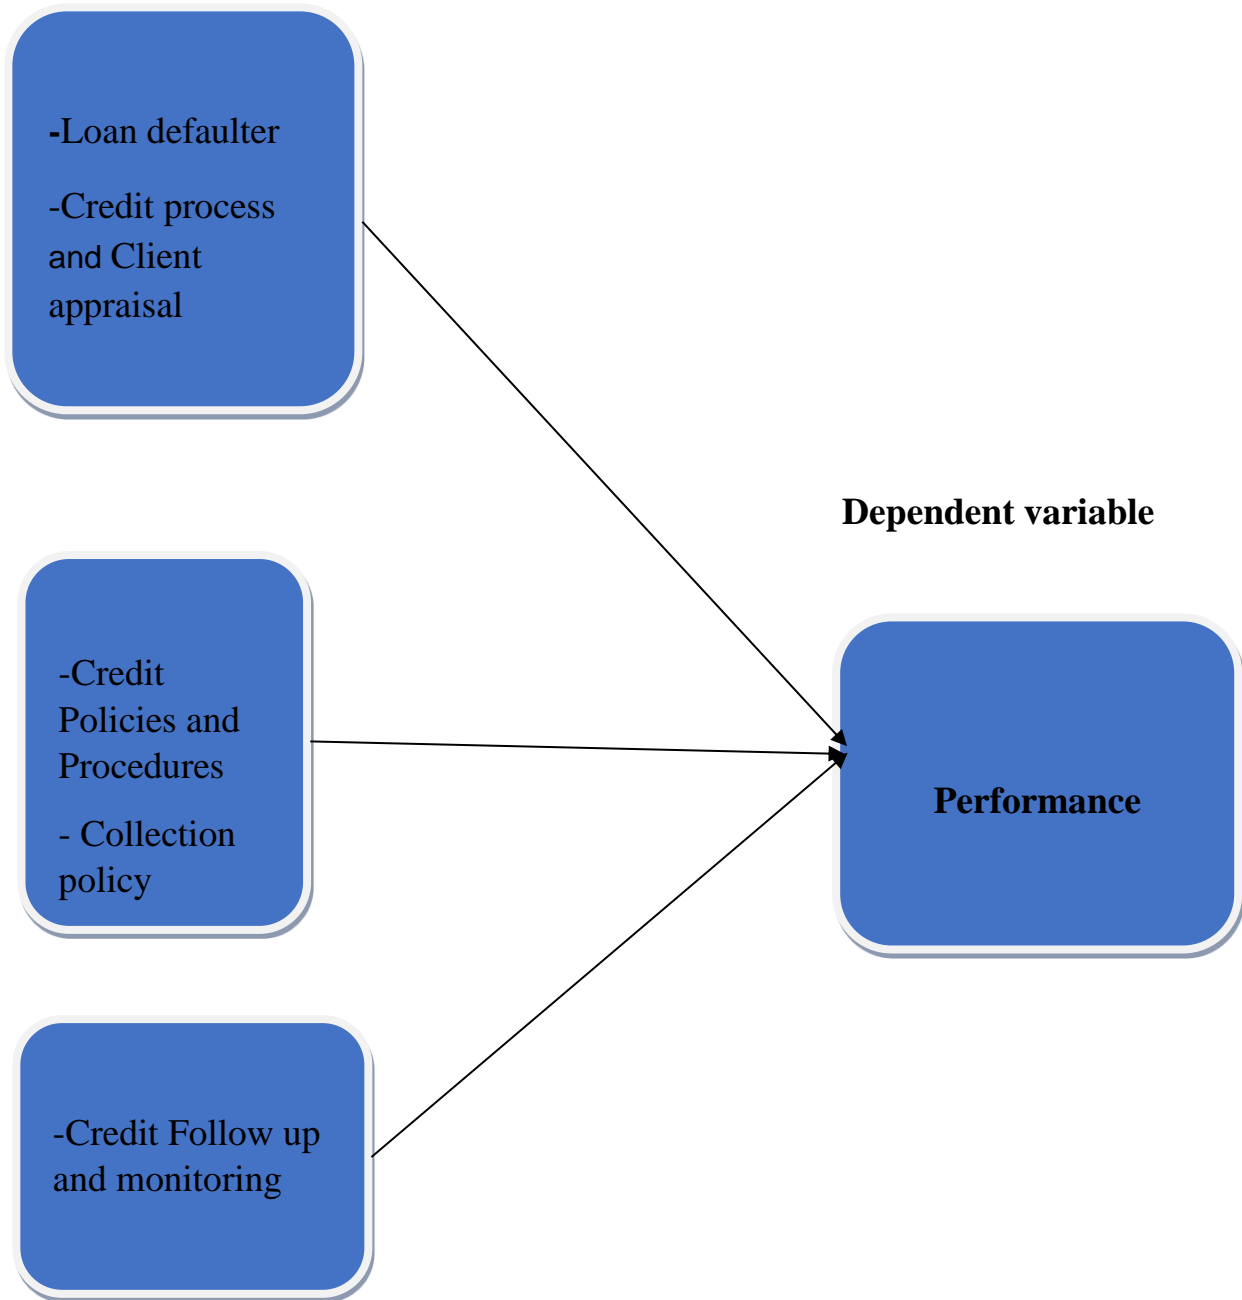 -Loan defaulter
-Credit process
and Client
appraisal
Dependent variable
-Credit
Policies and
Procedures
- Collection
policy
Performance
-Credit Follow up
and monitoring